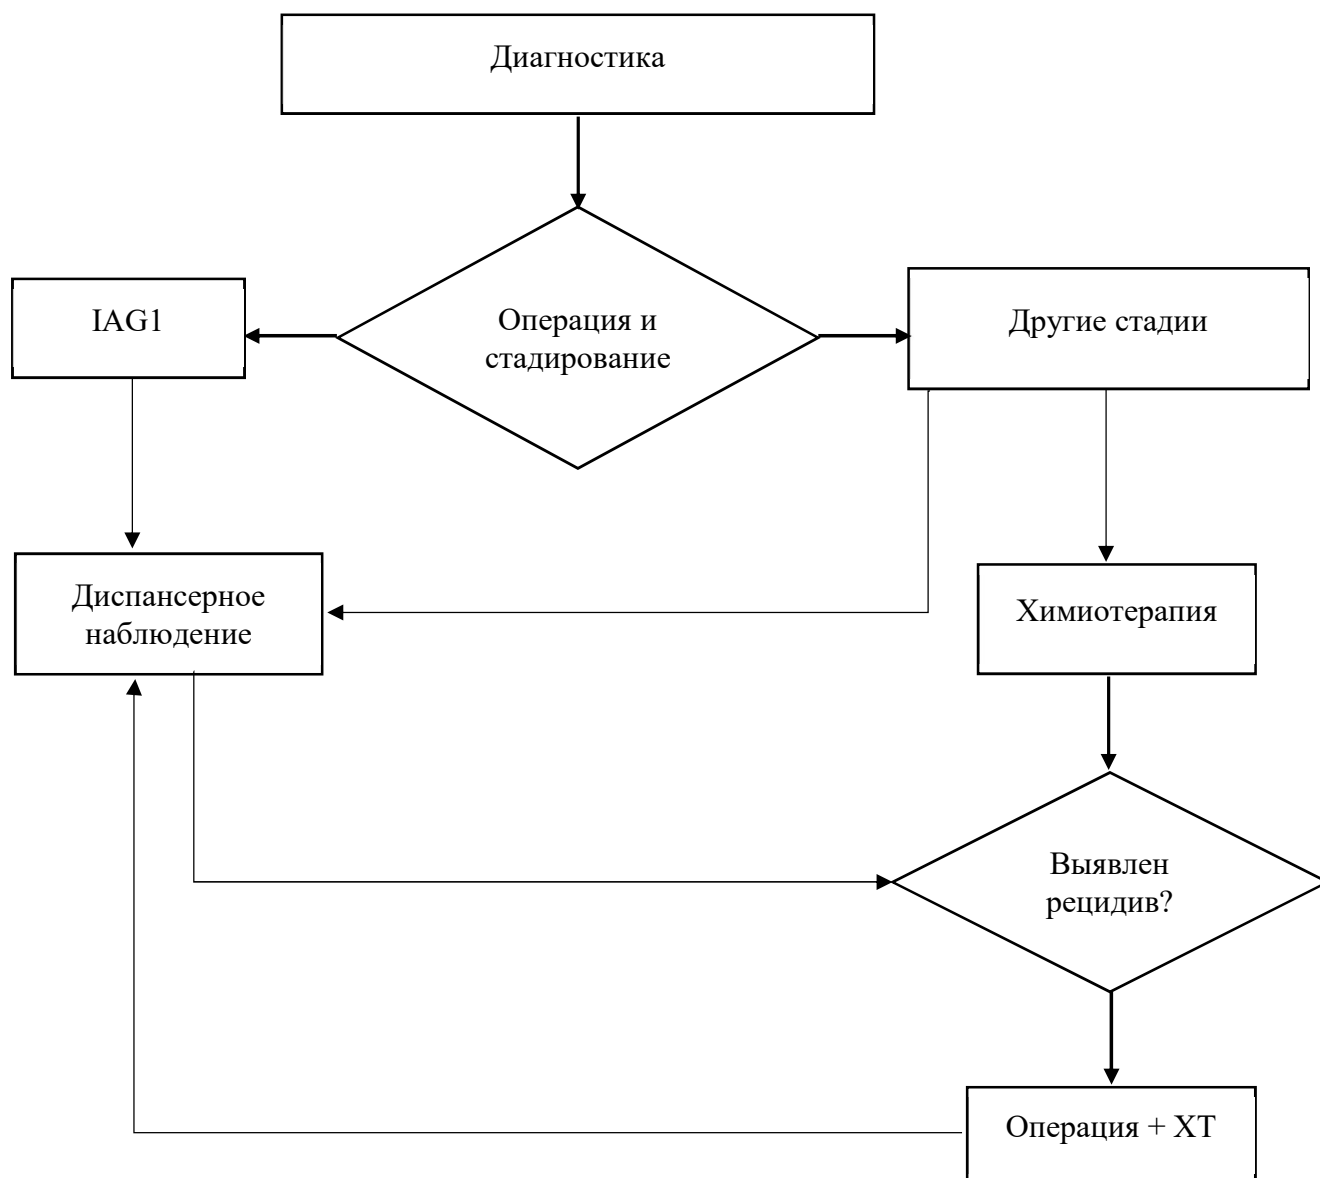 Диагностика
IAG1
Операция и
стадирование
Другие стадии
Диспансерное
наблюдение
Химиотерапия
Выявлен
рецидив?
Операция + ХТ